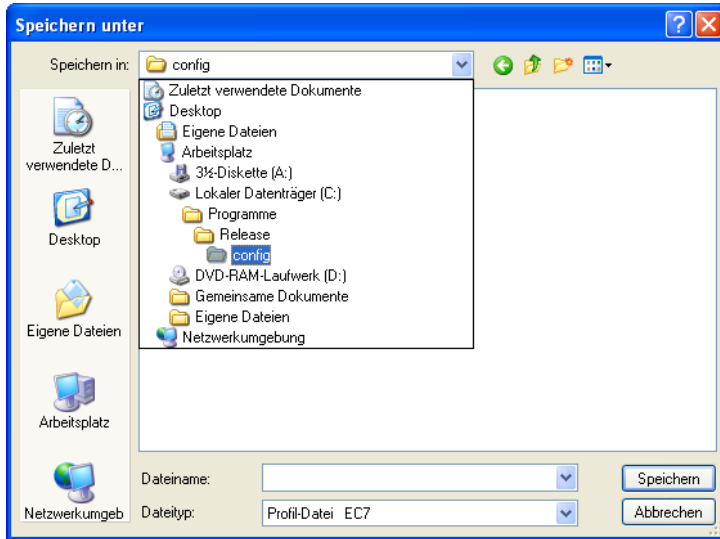 Speichern unter
Speichern in:
config
Zuletzt verwendete Dokumente
Desktop
Eigene Dateien
Arbeitsplatz
3½-Diskette (A:)
Lokaler Datenträger (C:)
Programme
Release
config
DVD-RAM-Laufwerk (D:)
Gemeinsame Dokumente
Eigene Dateien
Netzwerkumgebung
Zuletzt
verwendete D...
Desktop
Eigene Dateien
Arbeitsplatz
Netzwerkumgeb
Dateiname:
Speichern
Dateityp:
Profil-Datei EC7
Abbrechen